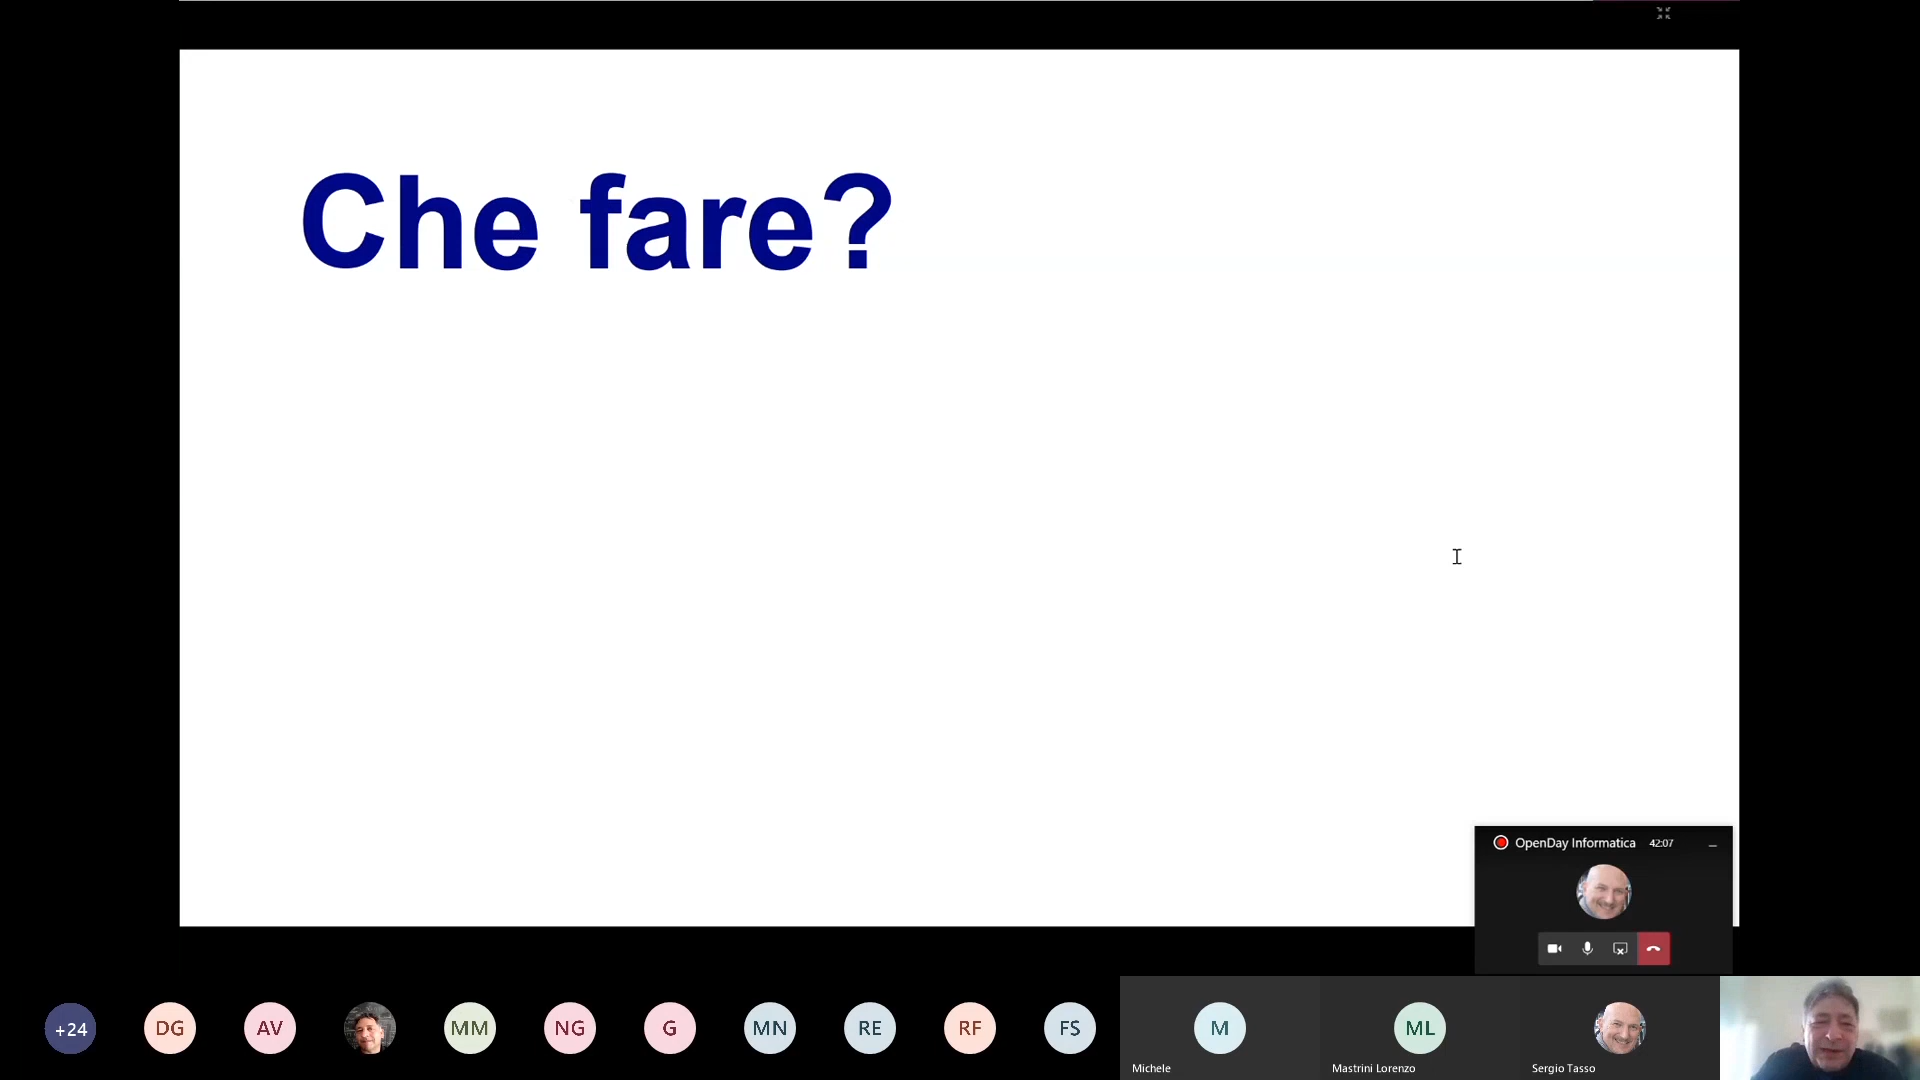 Che fare?
OpenDay Informatica 42:07
+24 DG AV MM NG G MN RE RF FS M ML
Michele Mastrini Lorenzo Sergio Tasso